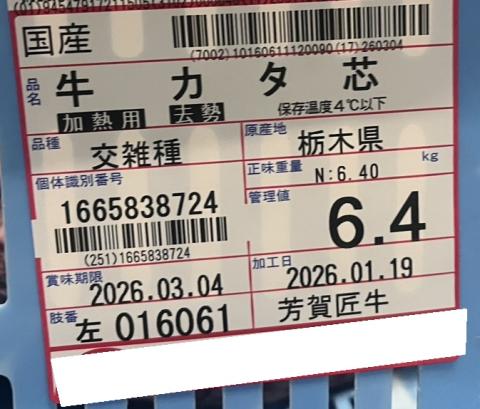 国産
(7002)10160611120090(17)260304
品名 牛 カタ芯
加熱用 去勢 保存温度4℃以下
品種 交雑種
原産地 栃木県
個体識別番号 1665838724
正味重量 N:6.40 kg
(251)1665838724
管理値 6.4
賞味期限 2026.03.04
加工日 2026.01.19
肢番 左 016061
芳賀匠牛